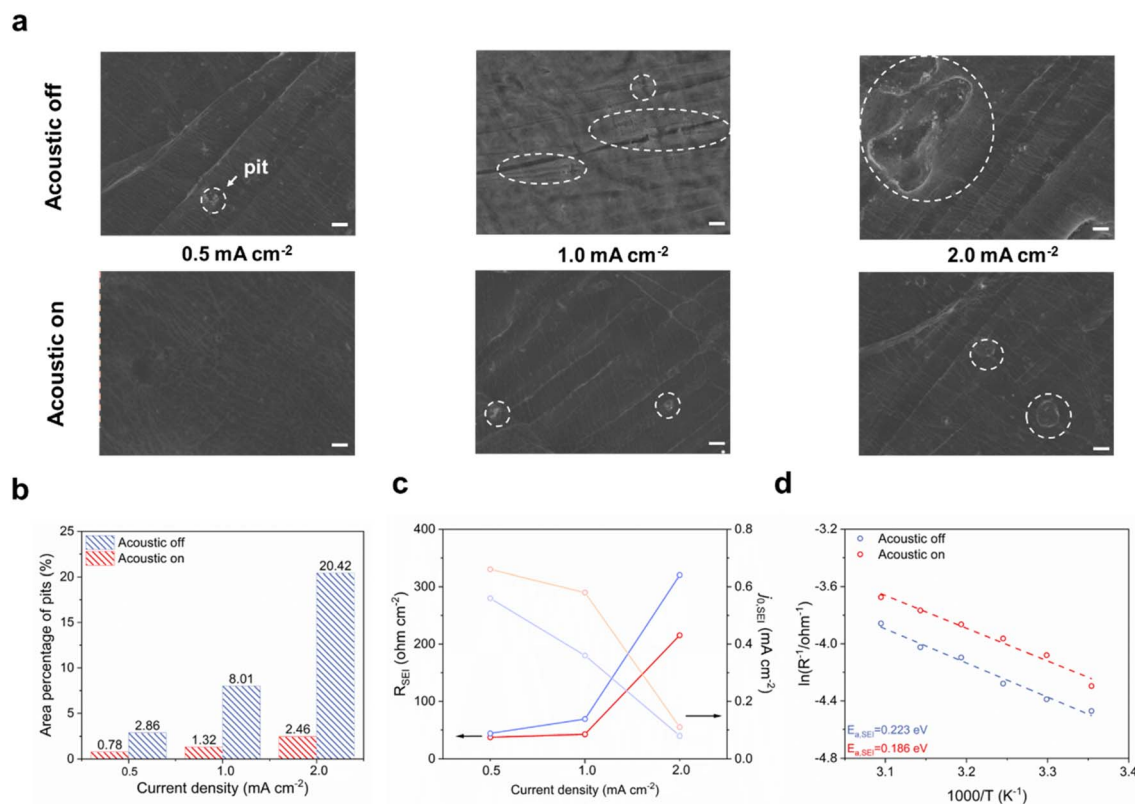 a
Acoustic off
pit
0.5 mA cm-2
1.0 mA cm-2
2.0 mA cm-2
Acoustic on
b
Area percentage of pits (%)
25
20
15
10
5
0
Acoustic off
Acoustic on
0.78
2.86
1.32
8.01
2.46
20.42
0.5
1.0
2.0
Current density (mA cm-2)
c
RSEI (ohm cm-2)
400
300
200
100
0
0.8
0.6
0.4
0.2
0.0
j0,SEI (mA cm-2)
0.5
1.0
2.0
Current density (mA cm-2)
d
ln(R-1/ohm-1)
-3.2
-3.6
-4.0
-4.4
-4.8
Acoustic off
Acoustic on
Ea,SEI=0.223 eV
Ea,SEI=0.186 eV
3.1
3.2
3.3
3.4
1000/T (K-1)